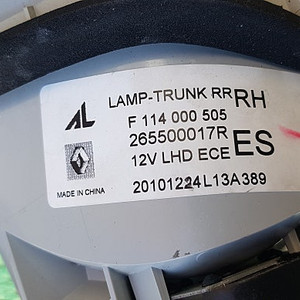 AL
LAMP-TRUNK RR RH
F 114 000 505
265500017R
12V LHD ECE ES
MADE IN CHINA
20101224L13A389